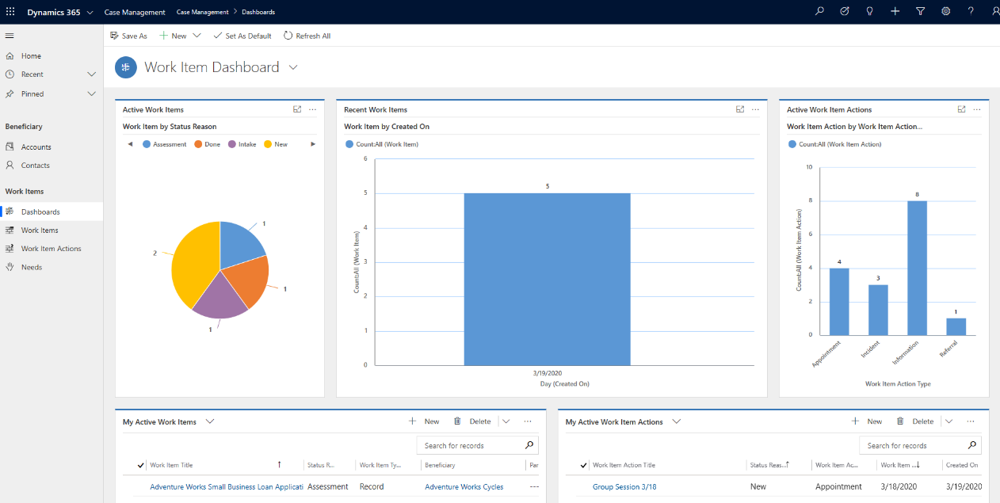 Dynamics 365 Case Management Case Management > Dashboards
Save As New Set As Default Refresh All
Home
Recent
Pinned
Beneficiary
Accounts
Contacts
Work Items
Dashboards
Work Items
Work Item Actions
Needs
Work Item Dashboard
Active Work Items
Work Item by Status Reason
Assessment Done Intake New
1
2
1
1
Recent Work Items
Work Item by Created On
Count:All (Work Item)
6
5
4
3
2
1
0
Count:All (Work Item)
5
3/19/2020
Day (Created On)
Active Work Item Actions
Work Item Action by Work Item Action...
Count:All (Work Item Action)
10
8
6
4
2
0
Count:All (Work Item Action)
4
3
8
1
Appointment
Incident
Information
Referral
Work Item Action Type
My Active Work Items New Delete
Search for records
Work Item Title Status R... Work Item Ty... Beneficiary Par
Adventure Works Small Business Loan Applicati Assessment Record Adventure Works Cycles ---
My Active Work Item Actions New Delete
Search for records
Work Item Action Title Status Reas... Work Item Ac... Work Item ... Created On
Group Session 3/18 New Appointment 3/18/2020 3/19/2020